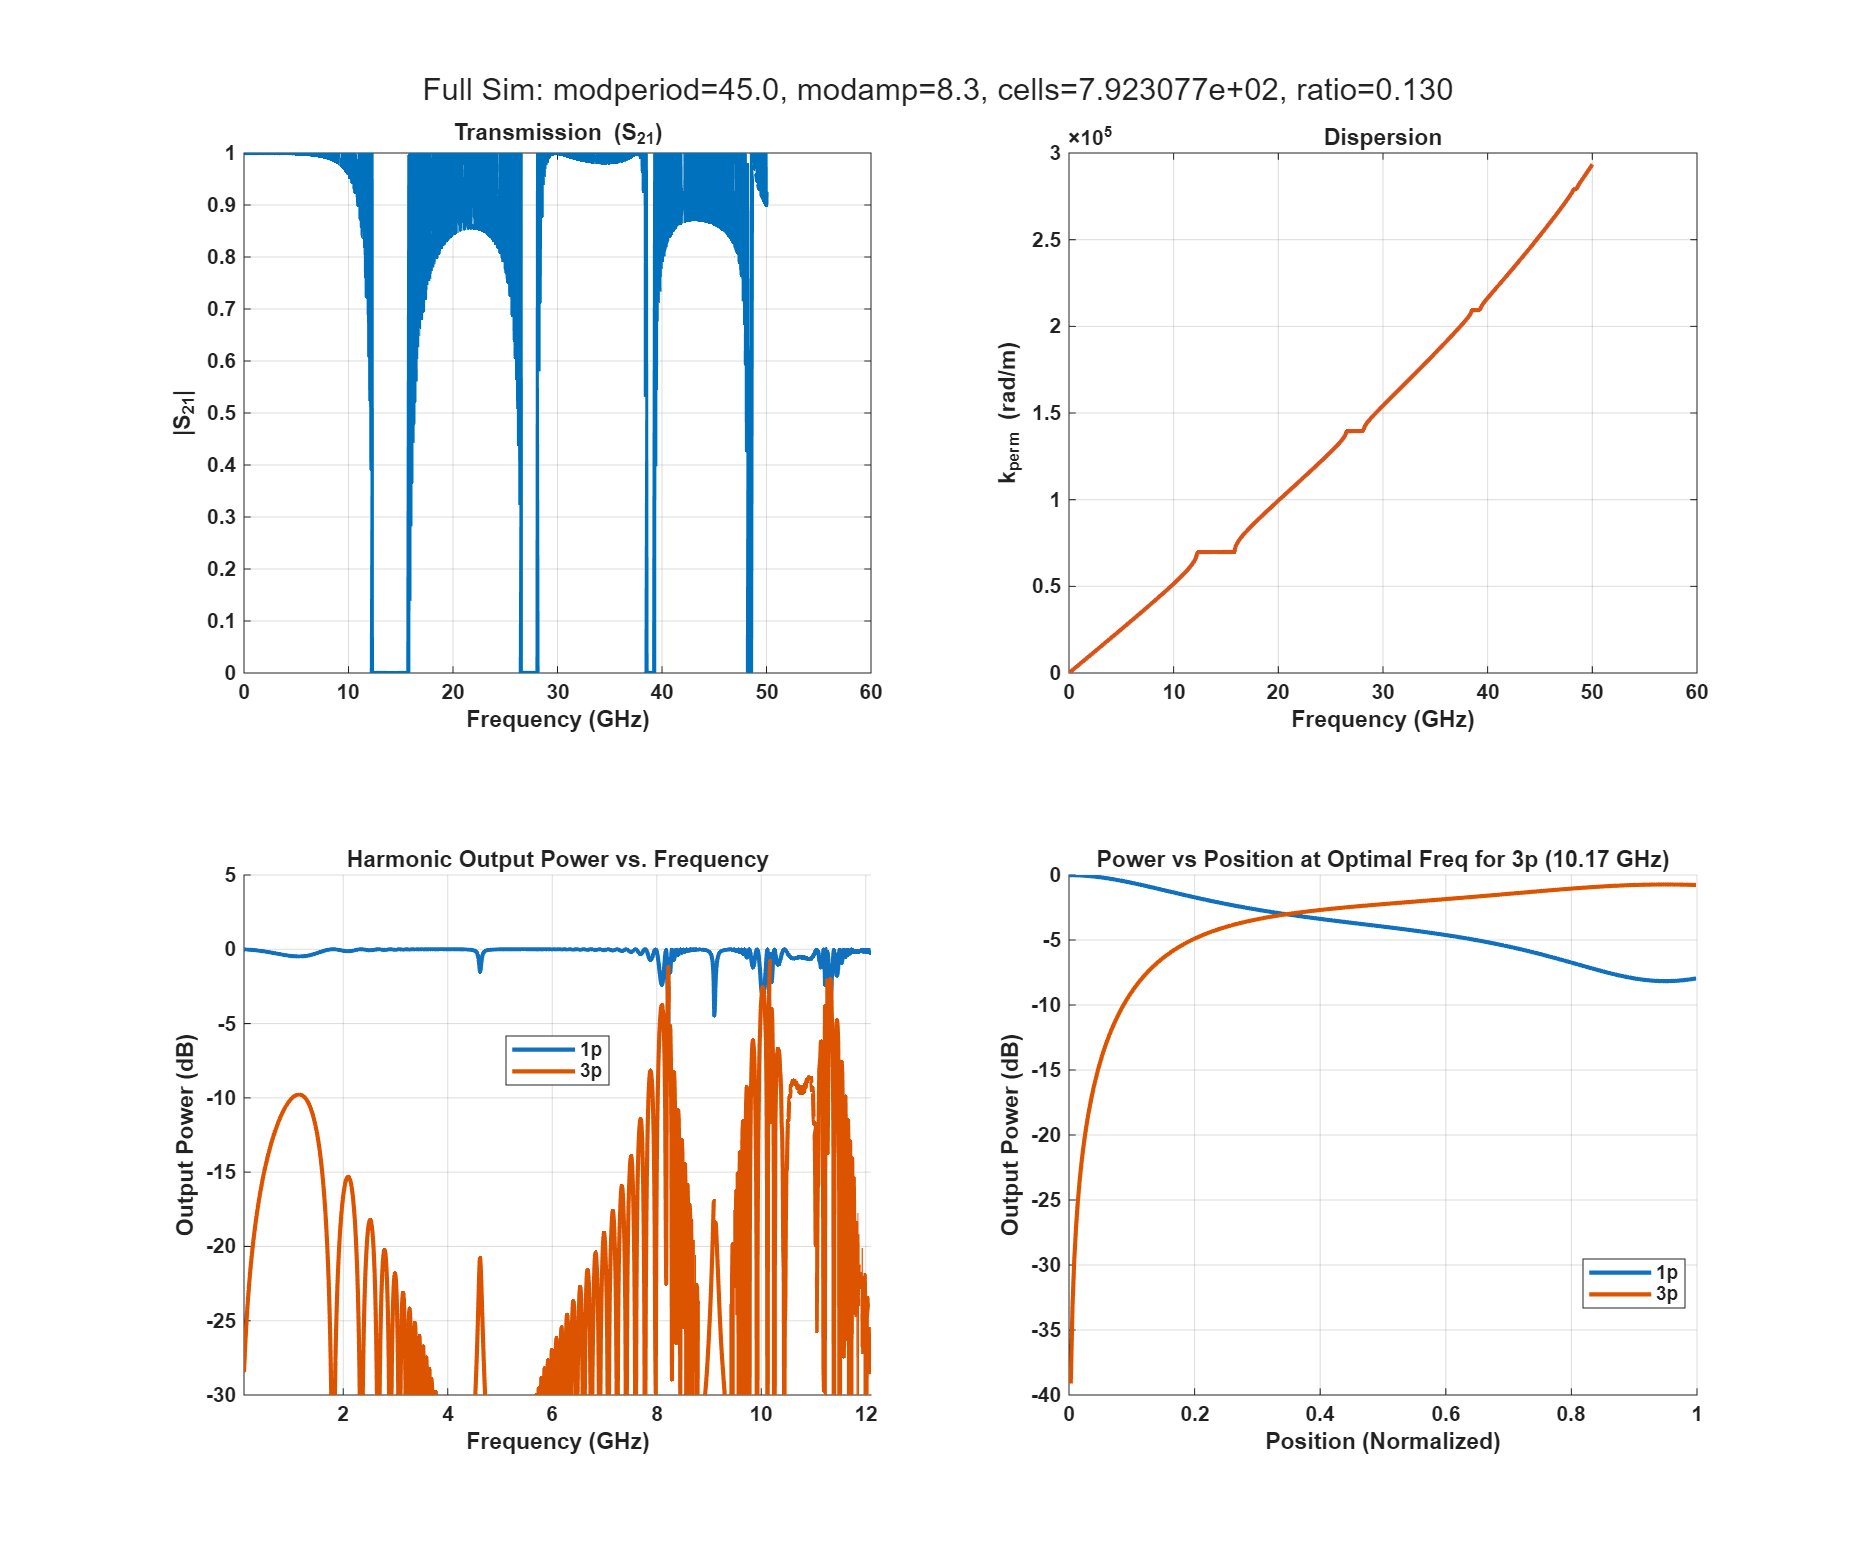 Full Sim: modperiod=45.0, modamp=8.3, cells=7.923077e+02, ratio=0.130
Transmission (S21)
1
0.9
0.8
0.7
0.6
0.5
0.4
0.3
0.2
0.1
0
|S21|
0 10 20 30 40 50 60
Frequency (GHz)
×10^5
Dispersion
3
2.5
2
1.5
1
0.5
0
kperm (rad/m)
0 10 20 30 40 50 60
Frequency (GHz)
Harmonic Output Power vs. Frequency
5
0
-5
-10
-15
-20
-25
-30
Output Power (dB)
1p
3p
2 4 6 8 10 12
Frequency (GHz)
Power vs Position at Optimal Freq for 3p (10.17 GHz)
0
-5
-10
-15
-20
-25
-30
-35
-40
Output Power (dB)
1p
3p
0 0.2 0.4 0.6 0.8 1
Position (Normalized)